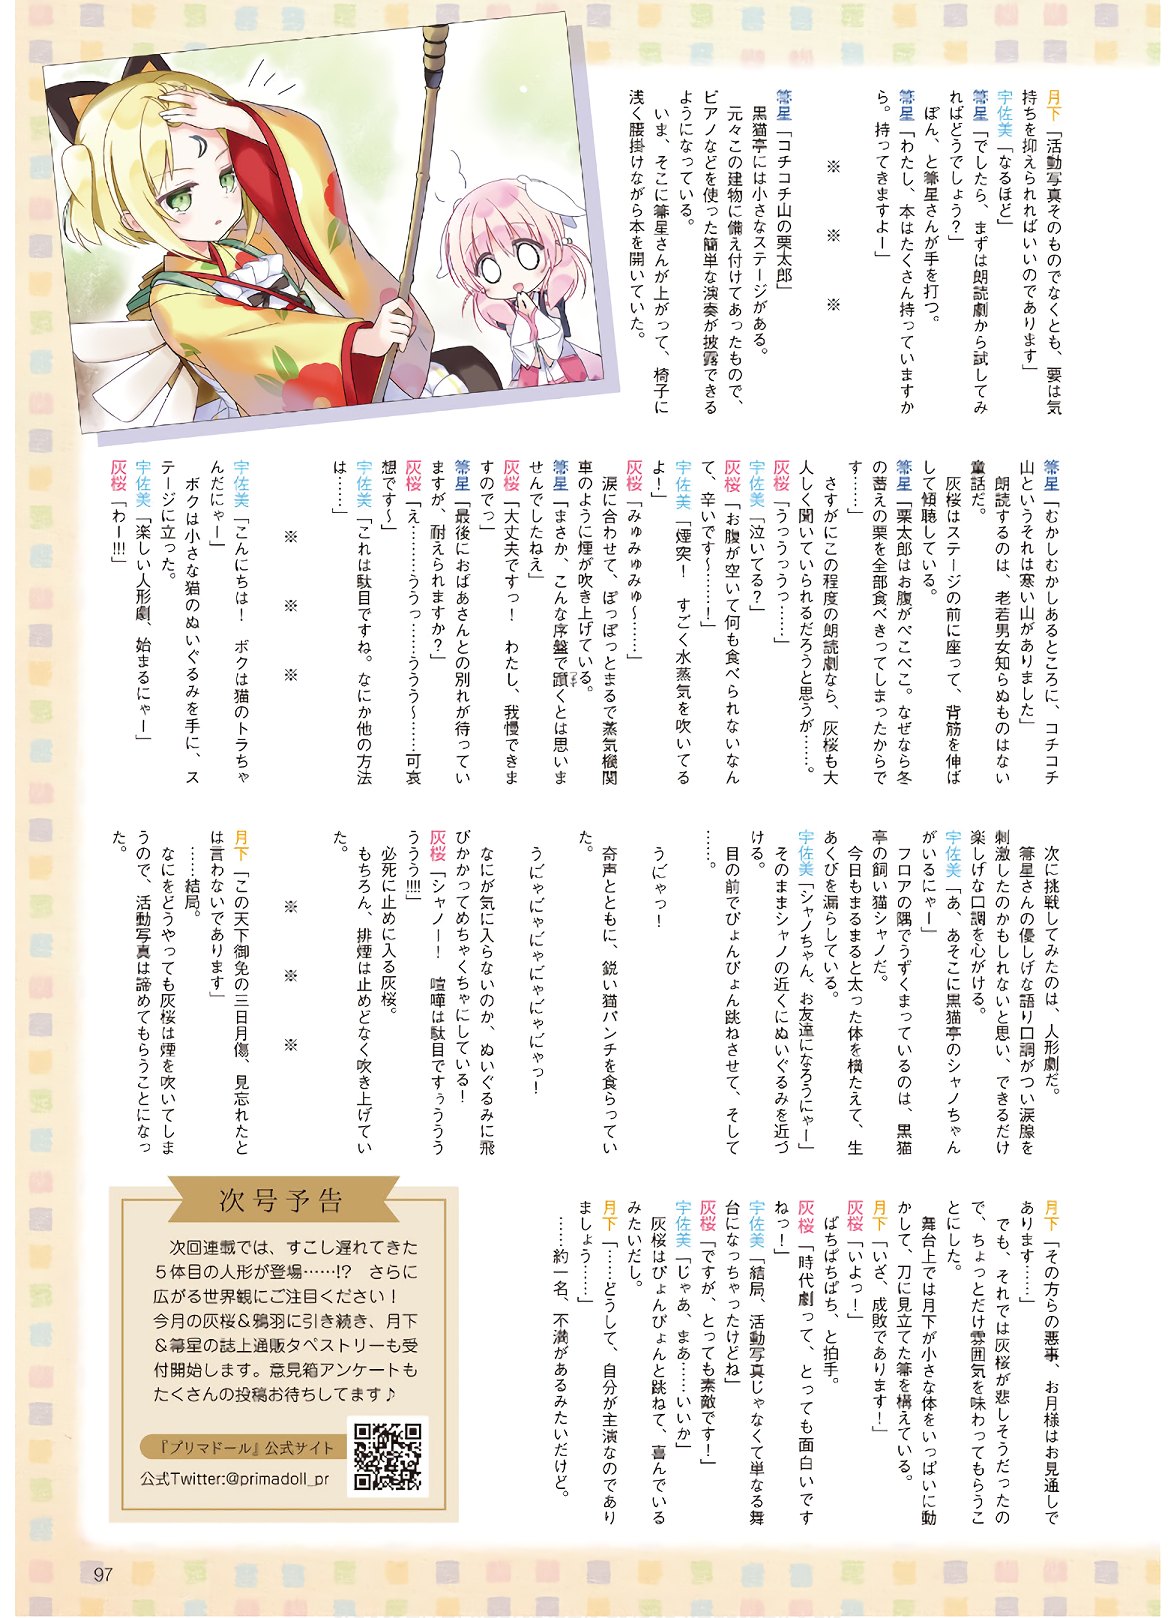 月下「活動写真そのものでなくとも、要は気
持ちを抑えられればいいのであります」
宇佐美「なるほど」
箒星「でしたら、まずは朗読劇から試してみ
ればどうでしょう？」
　ぽん、と箒星さんが手を打つ。
箒星「わたし、本はたくさん持っていますか
ら。持ってきますよー」
※　※　※
箒星「コチコチ山の栗太郎」
　黒猫亭には小さなステージがある。
　元々この建物に備え付けてあったもので、
ピアノなどを使った簡単な演奏が披露できる
ようになっている。
　いま、そこに箒星さんが上がって、椅子に
浅く腰掛けながら本を開いていた。
箒星「むかしむかしあるところに、コチコチ
山というそれは寒い山がありました」
　朗読するのは、老若男女知らぬものはない
童話だ。
　灰桜はステージの前に座って、背筋を伸ば
して傾聴している。
箒星「栗太郎はお腹がぺこぺこ。なぜなら冬
の蓄えの栗を全部食べきってしまったからで
す……」
　さすがにこの程度の朗読劇なら、灰桜も大
人しく聞いていられるだろうと思うが……。
灰桜「うっうっうっ……」
宇佐美「泣いてる？」
灰桜「お腹が空いて何も食べられないなん
て、辛いです～……！」
宇佐美「煙突！　すごく水蒸気を吹いてる
よ！」
灰桜「みゅみゅみゅ～……」
　涙に合わせて、ぽっぽっとまるで蒸気機関
車のように煙が吹き上げている。
箒星「まさか、こんな序盤で躓くとは思いま
せんでしたねえ」
灰桜「大丈夫ですっ！　わたし、我慢できま
すのでっ」
箒星「最後におばあさんとの別れが待ってい
ますが、耐えられますか？」
灰桜「え………ううっ……ううう～……可哀
想です～」
宇佐美「これは駄目ですね。なにか他の方法
は……」
※　※　※
宇佐美「こんにちは！　ボクは猫のトラちゃ
んだにゃー」
　ボクは小さな猫のぬいぐるみを手に、ス
テージに立った。
宇佐美「楽しい人形劇、始まるにゃー」
灰桜「わー!!!」
　次に挑戦してみたのは、人形劇だ。
　箒星さんの優しげな語り口調がつい涙腺を
刺激したのかもしれないと思い、できるだけ
楽しげな口調を心がける。
宇佐美「あ、あそこに黒猫亭のシャノちゃん
がいるにゃー」
　フロアの隅でうずくまっているのは、黒猫
亭の飼い猫シャノだ。
　今日もまるまると太った体を横たえて、生
あくびを漏らしている。
宇佐美「シャノちゃん、お友達になろうにゃー」
　そのままシャノの近くにぬいぐるみを近づ
ける。
　目の前でぴょんぴょん跳ねさせて、そして
……。
　うにゃっ！
　奇声とともに、鋭い猫パンチを食らってい
た。
　うにゃにゃにゃにゃにゃにゃっ！
　なにが気に入らないのか、ぬいぐるみに飛
びかかってめちゃくちゃにしている！
灰桜「シャノー！　喧嘩は駄目ですぅううう
ううう!!!!」
　必死に止めに入る灰桜。
　もちろん、排煙は止めどなく吹き上げてい
た。
※　※　※
月下「この天下御免の三日月傷、見忘れたと
は言わないであります」
　……結局。
　なにをどうやっても灰桜は煙を吹いてしま
うので、活動写真は諦めてもらうことになっ
た。
月下「その方らの悪事、お月様はお見通しで
あります……」
　でも、それでは灰桜が悲しそうだったの
で、ちょっとだけ雰囲気を味わってもらうこ
とにした。
　舞台上では月下が小さな体をいっぱいに動
かして、刀に見立てた箒を構えている。
月下「いざ、成敗であります！」
灰桜「いよっ！」
　ぱちぱちぱち、と拍手。
灰桜「時代劇って、とっても面白いです
ねっ！」
宇佐美「結局、活動写真じゃなくて単なる舞
台になっちゃったけどね」
灰桜「ですが、とっても素敵です！」
宇佐美「じゃあ、まあ……いいか」
　灰桜はぴょんぴょんと跳ねて、喜んでいる
みたいだし。
月下「……どうして、自分が主演なのであり
ましょう……」
　……約一名、不満があるみたいだけど。
次号予告
　次回連載では、すこし遅れてきた
５体目の人形が登場……!?　さらに
広がる世界観にご注目ください！
今月の灰桜＆鴉羽に引き続き、月下
＆箒星の誌上通販タペストリーも受
付開始します。意見箱アンケートも
たくさんの投稿お待ちしてます♪
『プリマドール』公式サイト
公式Twitter:@primadoll_pr
97